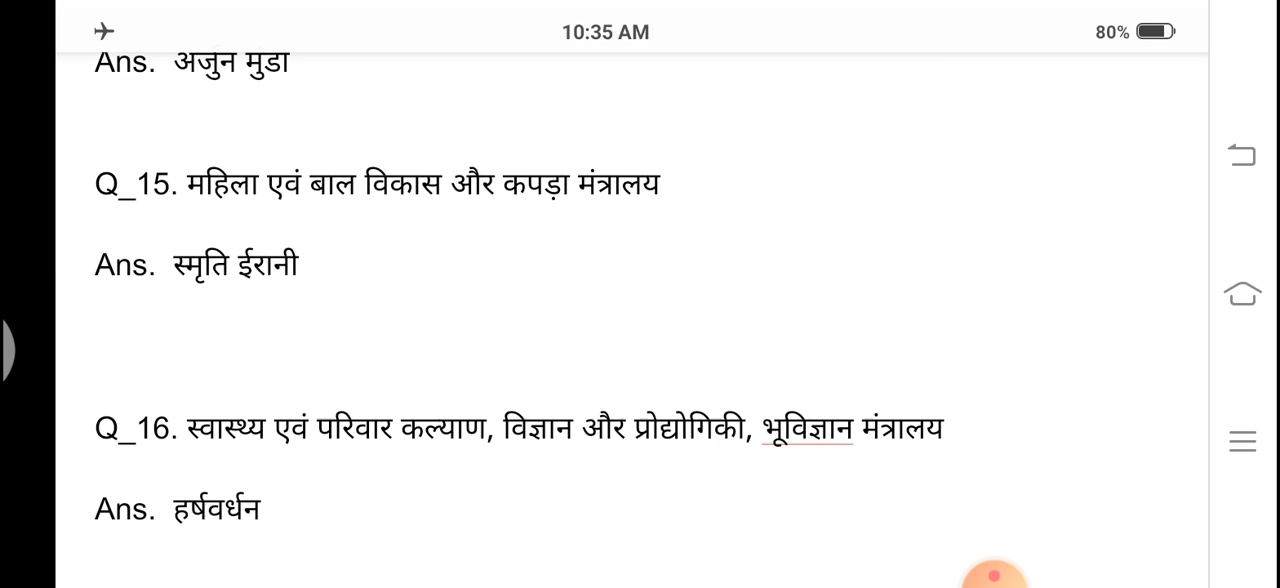 10:35 AM
80%
Ans. अर्जुन मुंडा
Q_15. महिला एवं बाल विकास और कपड़ा मंत्रालय
Ans. स्मृति ईरानी
Q_16. स्वास्थ्य एवं परिवार कल्याण, विज्ञान और प्रोद्योगिकी, भूविज्ञान मंत्रालय
Ans. हर्षवर्धन